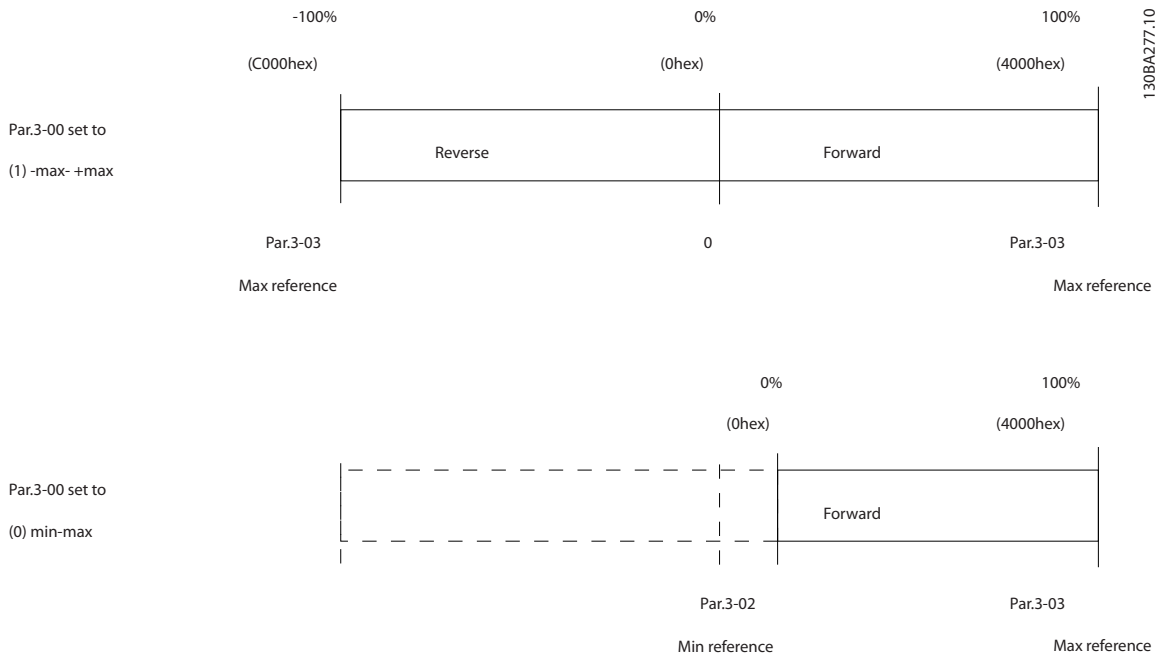 -100% 0% 100%
(C000hex) (0hex) (4000hex)
130BA277.10
Par.3-00 set to
(1) -max- +max
Reverse Forward
Par.3-03 0 Par.3-03
Max reference Max reference
0% 100%
(0hex) (4000hex)
Par.3-00 set to
(0) min-max
Forward
Par.3-02 Par.3-03
Min reference Max reference